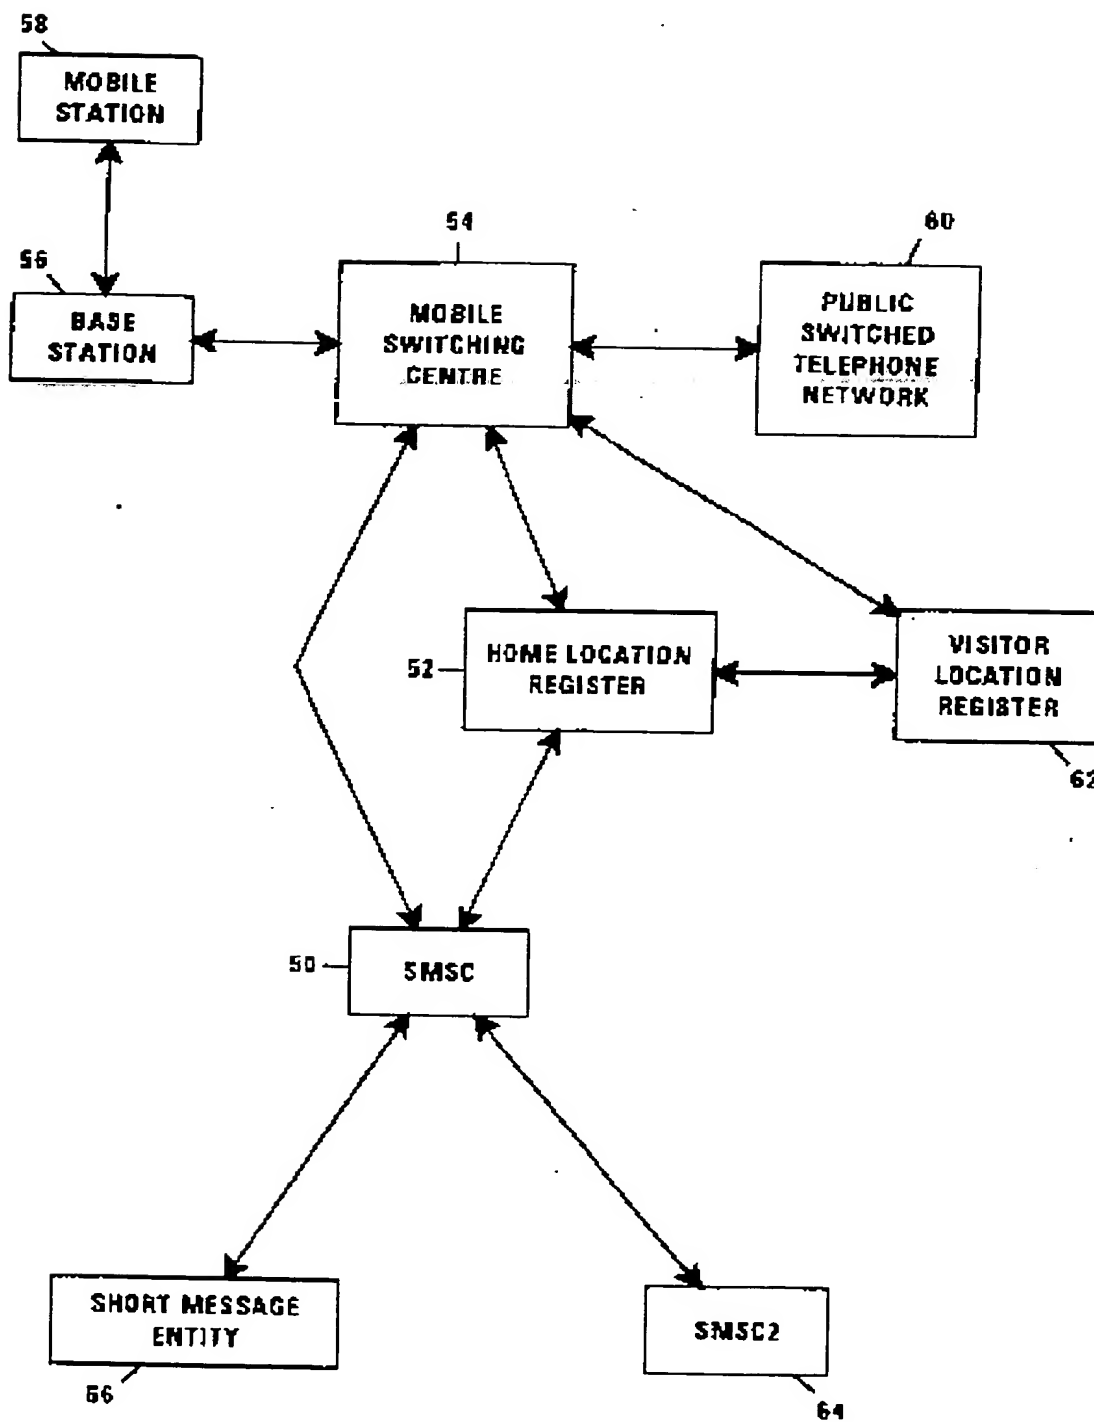 58
MOBILE
STATION
56
BASE
STATION
54
MOBILE
SWITCHING
CENTRE
60
PUBLIC
SWITCHED
TELEPHONE
NETWORK
52
HOME LOCATION
REGISTER
VISITOR
LOCATION
REGISTER
62
50
SMSC
SHORT MESSAGE
ENTITY
66
SMSC2
64